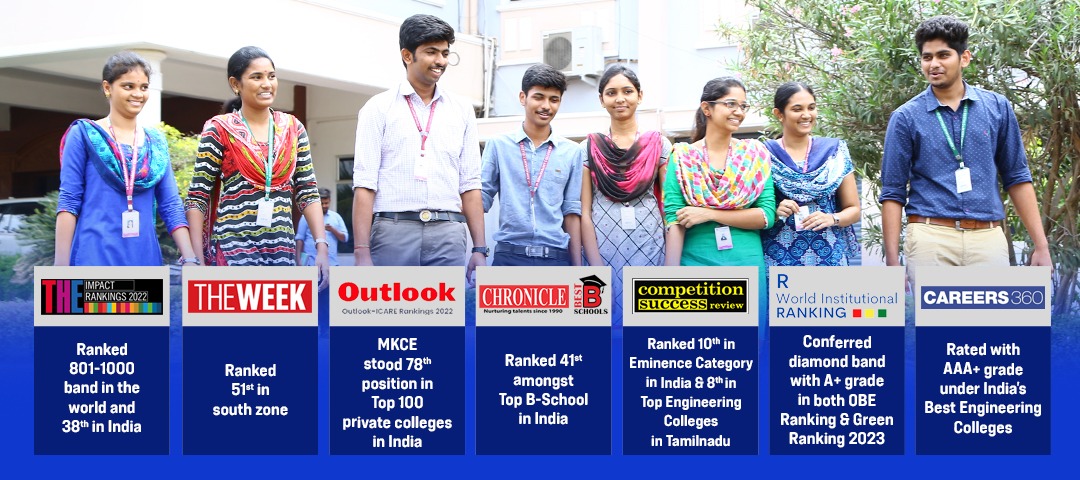 THE IMPACT
RANKINGS 2022
Ranked
801-1000
band in the
world and
38th in India
THE WEEK
Ranked
51st in
south zone
Outlook
Outlook-ICARE Rankings 2022
MKCE
stood 78th
position in
Top 100
private colleges
in India
CHRONICLE
Nurturing talents since 1990
BEST B
SCHOOLS
Ranked 41st
amongst
Top B-School
in India
competition
success review
Ranked 10th in
Eminence Category
in India & 8th in
Top Engineering
Colleges
in Tamilnadu
R
World Institutional
RANKING
Conferred
diamond band
with A+ grade
in both OBE
Ranking & Green
Ranking 2023
CAREERS360
Rated with
AAA+ grade
under India's
Best Engineering
Colleges